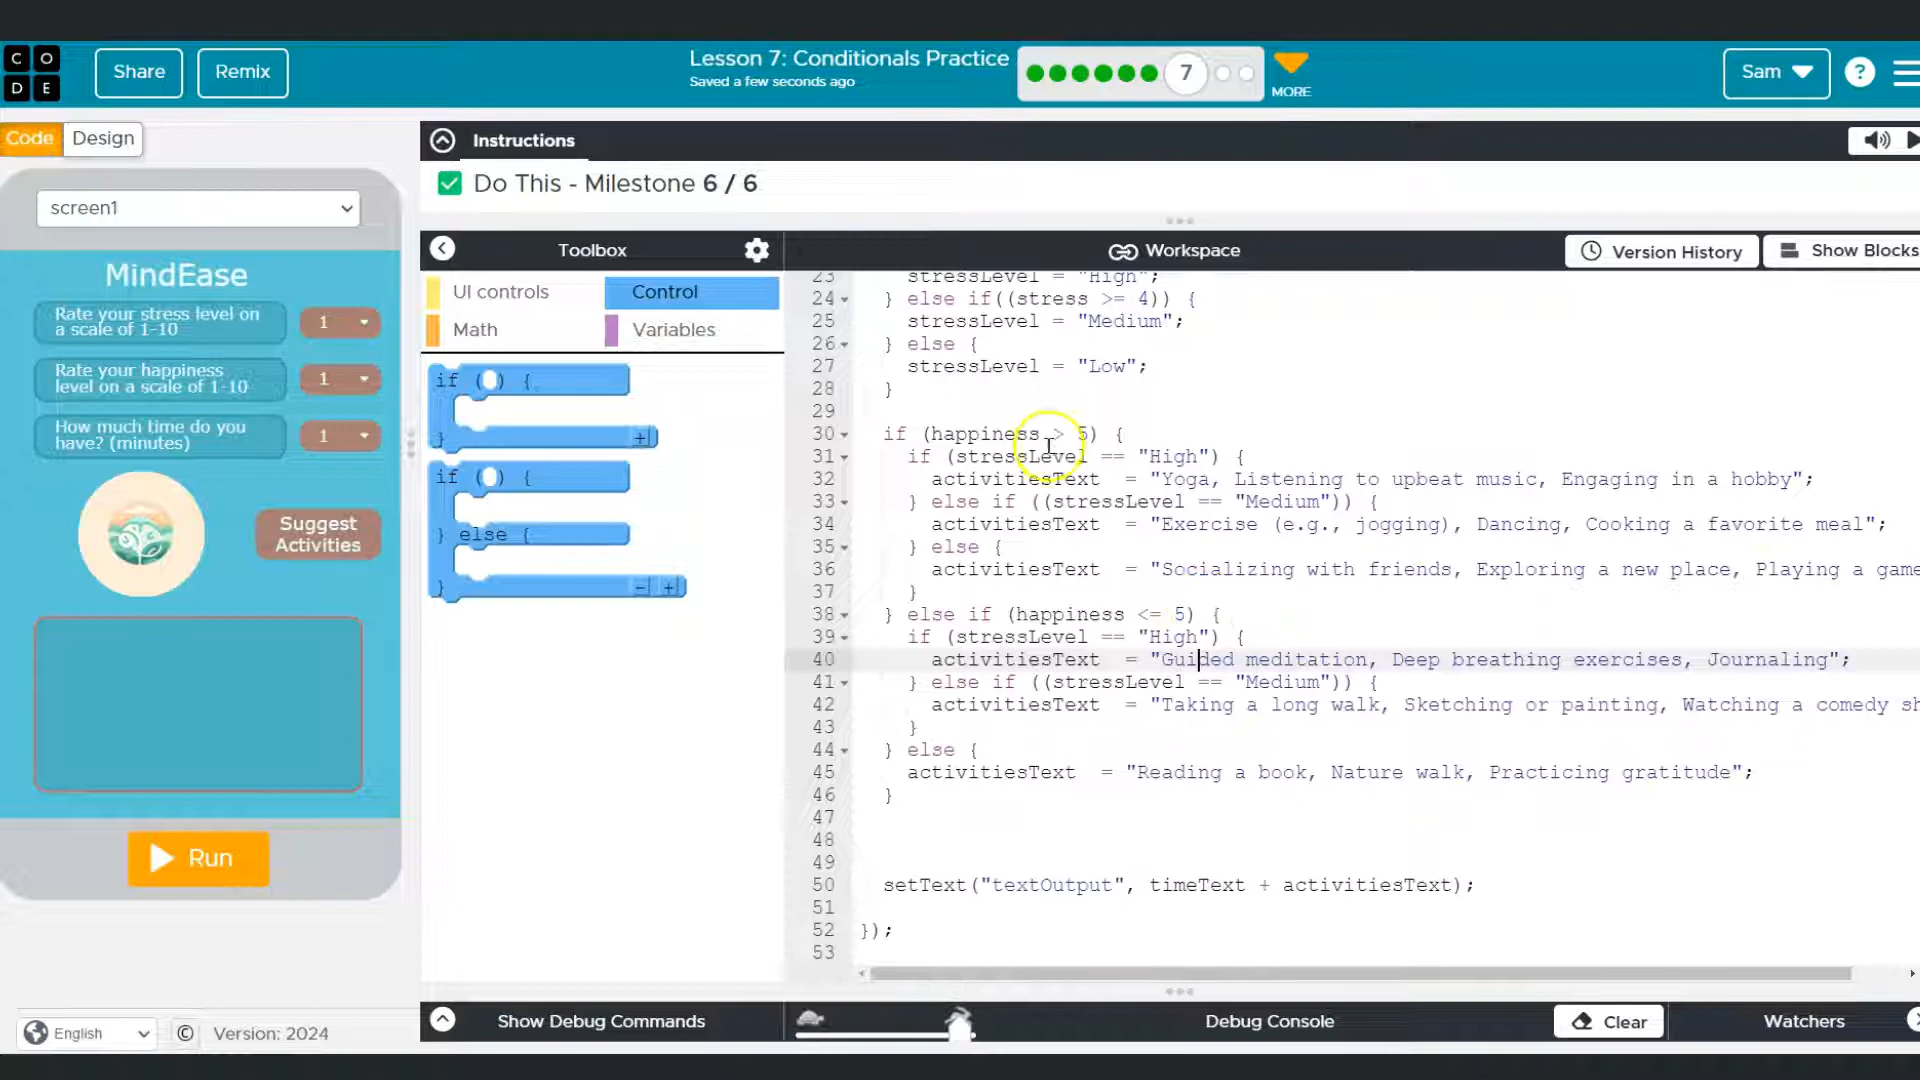 C O
D E
Share
Remix
Lesson 7: Conditionals Practice
Saved a few seconds ago
7
MORE
Sam
?
Code
Design
Instructions
Do This - Milestone 6 / 6
screen1
Toolbox
Workspace
Version History
Show Blocks
MindEase
Rate your stress level on
a scale of 1-10
1
Rate your happiness
level on a scale of 1-10
1
How much time do you
have? (minutes)
1
Suggest
Activities
Run
UI controls
Control
Math
Variables
if ( ) {
}
+
if ( ) {
} else {
}
- +
23 stressLevel = "High";
24 } else if((stress >= 4)) {
25 stressLevel = "Medium";
26 } else {
27 stressLevel = "Low";
28 }
29
30 if (happiness > 5) {
31 if (stressLevel == "High") {
32 activitiesText = "Yoga, Listening to upbeat music, Engaging in a hobby";
33 } else if ((stressLevel == "Medium")) {
34 activitiesText = "Exercise (e.g., jogging), Dancing, Cooking a favorite meal";
35 } else {
36 activitiesText = "Socializing with friends, Exploring a new place, Playing a game
37 }
38 } else if (happiness <= 5) {
39 if (stressLevel == "High") {
40 activitiesText = "Guided meditation, Deep breathing exercises, Journaling";
41 } else if ((stressLevel == "Medium")) {
42 activitiesText = "Taking a long walk, Sketching or painting, Watching a comedy sh
43 }
44 } else {
45 activitiesText = "Reading a book, Nature walk, Practicing gratitude";
46 }
47
48
49
50 setText("textOutput", timeText + activitiesText);
51
52 });
53
English
©
Version: 2024
Show Debug Commands
Debug Console
Clear
Watchers